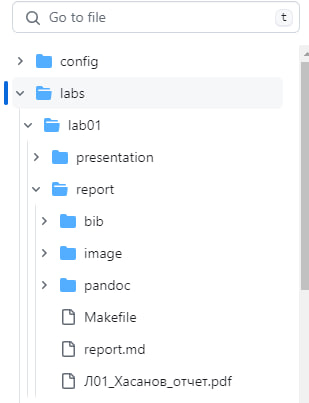 Go to file t
config
labs
lab01
presentation
report
bib
image
pandoc
Makefile
report.md
Л01_Хасанов_отчет.pdf